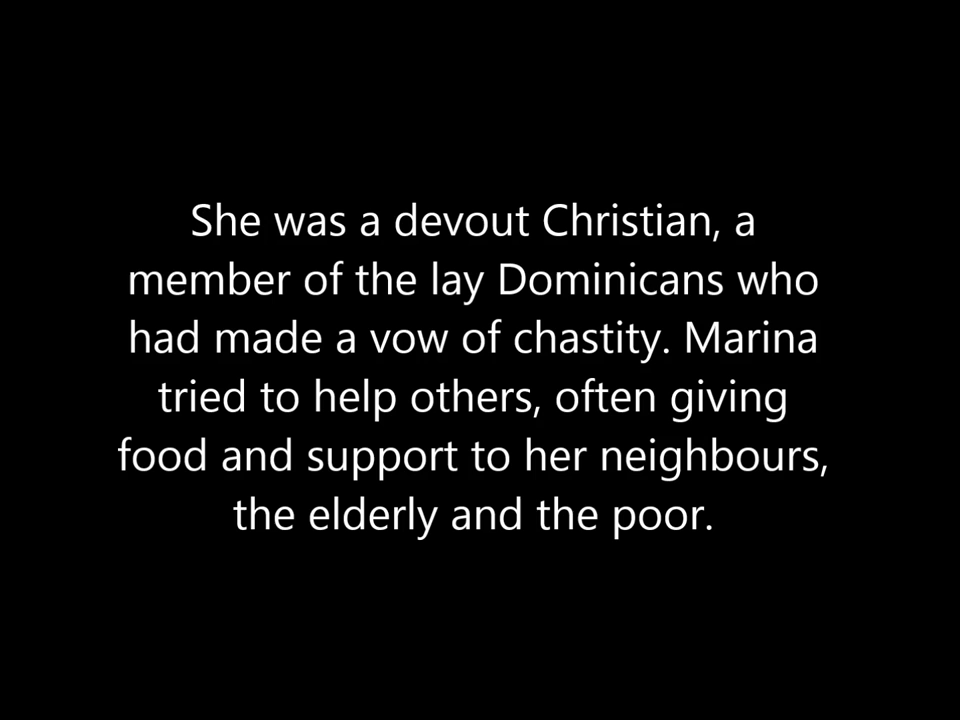 She was a devout Christian, a
member of the lay Dominicans who
had made a vow of chastity. Marina
tried to help others, often giving
food and support to her neighbours,
the elderly and the poor.